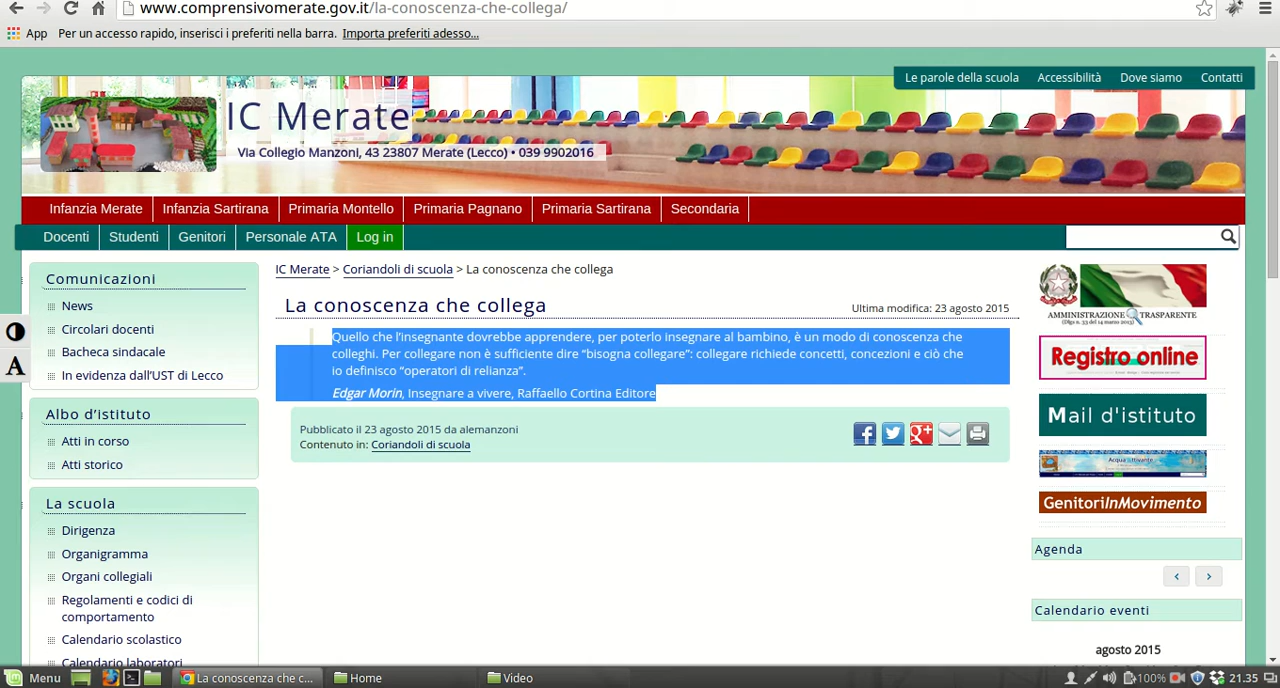 www.comprensivomerate.gov.it/la-conoscenza-che-collega/
App Per un accesso rapido, inserisci i preferiti nella barra. Importa preferiti adesso...
Le parole della scuola Accessibilità Dove siamo Contatti
IC Merate
Via Collegio Manzoni, 43 23807 Merate (Lecco) • 039 9902016
Infanzia Merate Infanzia Sartirana Primaria Montello Primaria Pagnano Primaria Sartirana Secondaria
Docenti Studenti Genitori Personale ATA Log in
Comunicazioni
News
Circolari docenti
Bacheca sindacale
In evidenza dall'UST di Lecco
Albo d'istituto
Atti in corso
Atti storico
La scuola
Dirigenza
Organigramma
Organi collegiali
Regolamenti e codici di
comportamento
Calendario scolastico
Calendario laboratori
A
IC Merate > Coriandoli di scuola > La conoscenza che collega
La conoscenza che collega
Ultima modifica: 23 agosto 2015
Quello che l'insegnante dovrebbe apprendere, per poterlo insegnare al bambino, è un modo di conoscenza che
colleghi. Per collegare non è sufficiente dire “bisogna collegare”: collegare richiede concetti, concezioni e ciò che
io definisco “operatori di relianza”.
Edgar Morin, Insegnare a vivere, Raffaello Cortina Editore
Pubblicato il 23 agosto 2015 da alemanzoni
Contenuto in: Coriandoli di scuola
AMMINISTRAZIONE TRASPARENTE
(Dlgs n. 33 del 14 marzo 2013)
Registro online
Mail d'istituto
GenitoriInMovimento
Agenda
Calendario eventi
agosto 2015
Menu La conoscenza che c... Home Video 100% 21.35